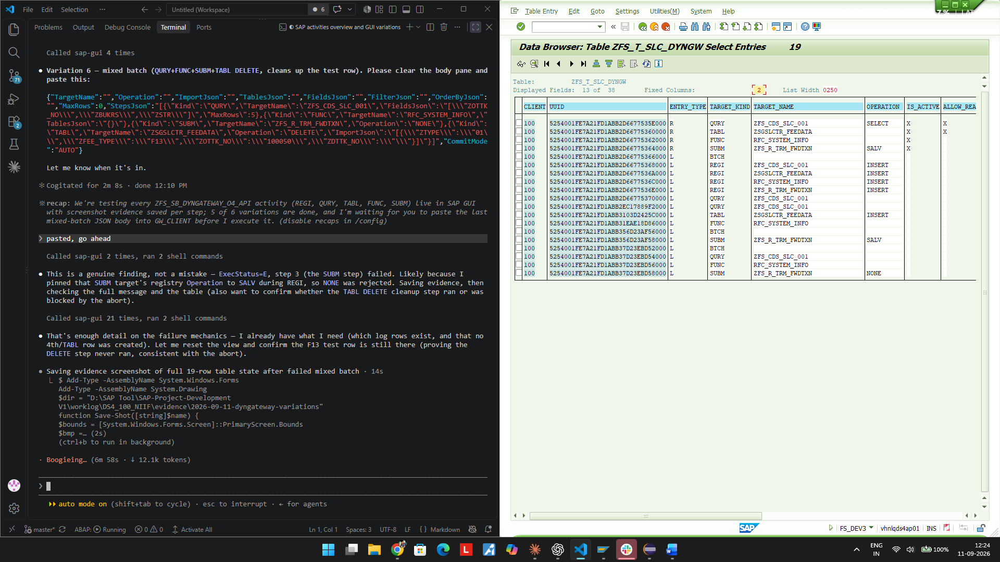 File Edit Selection ··· Untitled (Workspace) 6
Problems Output Debug Console Terminal Ports SAP activities overview and GUI variations
Called sap-gui 4 times
● Variation 6 — mixed batch (QURY+FUNC+SUBM+TABL DELETE, cleans up the test row). Please clear the body pane and
paste this:
{"TargetName":"","Operation":"","ImportJson":"","TablesJson":"","FieldsJson":"","FilterJson":"","OrderByJson":
"","MaxRows":0,"StepsJson":"[{\"Kind\":\"QURY\",\"TargetName\":\"ZFS_CDS_SLC_001\",\"FieldsJson\":\"[\\\"ZOTTK
_NO\\\",\\\"ZBUKRS\\\",\\\"ZSTR\\\"]\",\"MaxRows\":5},{\"Kind\":\"FUNC\",\"TargetName\":\"RFC_SYSTEM_INFO\",\"
TablesJson\":\"{}\"},{\"Kind\":\"SUBM\",\"TargetName\":\"ZFS_R_TRM_FWDTXN\",\"Operation\":\"NONE\"},{\"Kind\":
\"TABL\",\"TargetName\":\"ZSGSLCTR_FEEDATA\",\"Operation\":\"DELETE\",\"ImportJson\":\"[{\\\"ZTYPE\\\":\\\"01\
\\",\\\"ZFEE_TYPE\\\":\\\"F13\\\",\\\"ZOTTK_NO\\\":\\\"100050\\\",\\\"ZDTTK_NO\\\":\\\"\\\"}]\"}]","CommitMode
":"AUTO"}
Let me know when it's in.
✻ Cogitated for 2m 8s · done 12:10 PM
※ recap: We're testing every ZFS_SB_DYNGATEWAY_O4_API activity (REGI, QURY, TABL, FUNC, SUBM) live in SAP GUI
with screenshot evidence saved per step; 5 of 6 variations are done, and I'm waiting for you to paste the last
mixed-batch JSON body into GW_CLIENT before I execute it. (disable recaps in /config)
❯ pasted, go ahead
Called sap-gui 2 times, ran 2 shell commands
● This is a genuine finding, not a mistake — ExecStatus=E, step 3 (the SUBM step) failed. Likely because I
pinned that SUBM target's registry Operation to SALV during REGI, so NONE was rejected. Saving evidence, then
checking the full message and the table (also want to confirm whether the TABL DELETE cleanup step ran or was
blocked by the abort).
Called sap-gui 21 times, ran 2 shell commands
● That's enough detail on the failure mechanics — I already have what I need (which log rows exist, and that no
4th/TABL row was created). Let me reset the view and confirm the F13 test row is still there (proving the
DELETE step never ran, consistent with the abort).
● Saving evidence screenshot of full 19-row table state after failed mixed batch · 14s
⎿ $ Add-Type -AssemblyName System.Windows.Forms
Add-Type -AssemblyName System.Drawing
$dir = "D:\SAP Tool\SAP-Project-Development
V1\worklog\DS4_100_NIIF\evidence\2026-09-11-dyngateway-variations"
function Save-Shot([string]$name) {
$bounds = [System.Windows.Forms.Screen]::PrimaryScreen.Bounds
$bmp =… (2s)
(ctrl+b to run in background)
· Boogieing… (6m 58s · ↓ 12.1k tokens)
❯
⏵⏵ auto mode on (shift+tab to cycle) · esc to interrupt · ← for agents
71
2
master* ABAP: Running 0 0 Activate All Ln 1, Col 1 Spaces: 3 UTF-8 LF {} Markdown
Table Entry Edit Goto Settings Utilities(M) System Help
Data Browser: Table ZFS_T_SLC_DYNGW Select Entries 19
Table: ZFS_T_SLC_DYNGW
Displayed Fields: 13 of 38 Fixed Columns: 2 List Width 0250
CLIENT UUID ENTRY_TYPE TARGET_KIND TARGET_NAME OPERATION IS_ACTIVE ALLOW_REA
100 5254001FE7A21FD1ABB2D6677535E000 R QURY ZFS_CDS_SLC_001 SELECT X X
100 5254001FE7A21FD1ABB2D66775360000 R TABL ZSGSLCTR_FEEDATA X X
100 5254001FE7A21FD1ABB2D66775362000 R FUNC RFC_SYSTEM_INFO X
100 5254001FE7A21FD1ABB2D66775364000 R SUBM ZFS_R_TRM_FWDTXN SALV X
100 5254001FE7A21FD1ABB2D66775366000 L BTCH
100 5254001FE7A21FD1ABB2D66775368000 L REGI ZFS_CDS_SLC_001 INSERT
100 5254001FE7A21FD1ABB2D6677536A000 L REGI ZSGSLCTR_FEEDATA INSERT
100 5254001FE7A21FD1ABB2D6677536C000 L REGI RFC_SYSTEM_INFO INSERT
100 5254001FE7A21FD1ABB2D6677536E000 L REGI ZFS_R_TRM_FWDTXN INSERT
100 5254001FE7A21FD1ABB2D66775370000 L QURY ZFS_CDS_SLC_001
100 5254001FE7A21FD1ABB2EC17889F2000 L QURY ZFS_CDS_SLC_001
100 5254001FE7A21FD1ABB3103D2425C000 L TABL ZSGSLCTR_FEEDATA INSERT
100 5254001FE7A21FD1ABB31EAE18D86000 L FUNC RFC_SYSTEM_INFO
100 5254001FE7A21FD1ABB356D23AF56000 L BTCH
100 5254001FE7A21FD1ABB356D23AF58000 L SUBM ZFS_R_TRM_FWDTXN SALV
100 5254001FE7A21FD1ABB37D23EBD52000 L BTCH
100 5254001FE7A21FD1ABB37D23EBD54000 L QURY ZFS_CDS_SLC_001
100 5254001FE7A21FD1ABB37D23EBD56000 L FUNC RFC_SYSTEM_INFO
100 5254001FE7A21FD1ABB37D23EBD58000 L SUBM ZFS_R_TRM_FWDTXN NONE
SAP FS_DEV3 vhnlqds4ap01 INS
ENG
IN
100%
12:24
11-09-2026